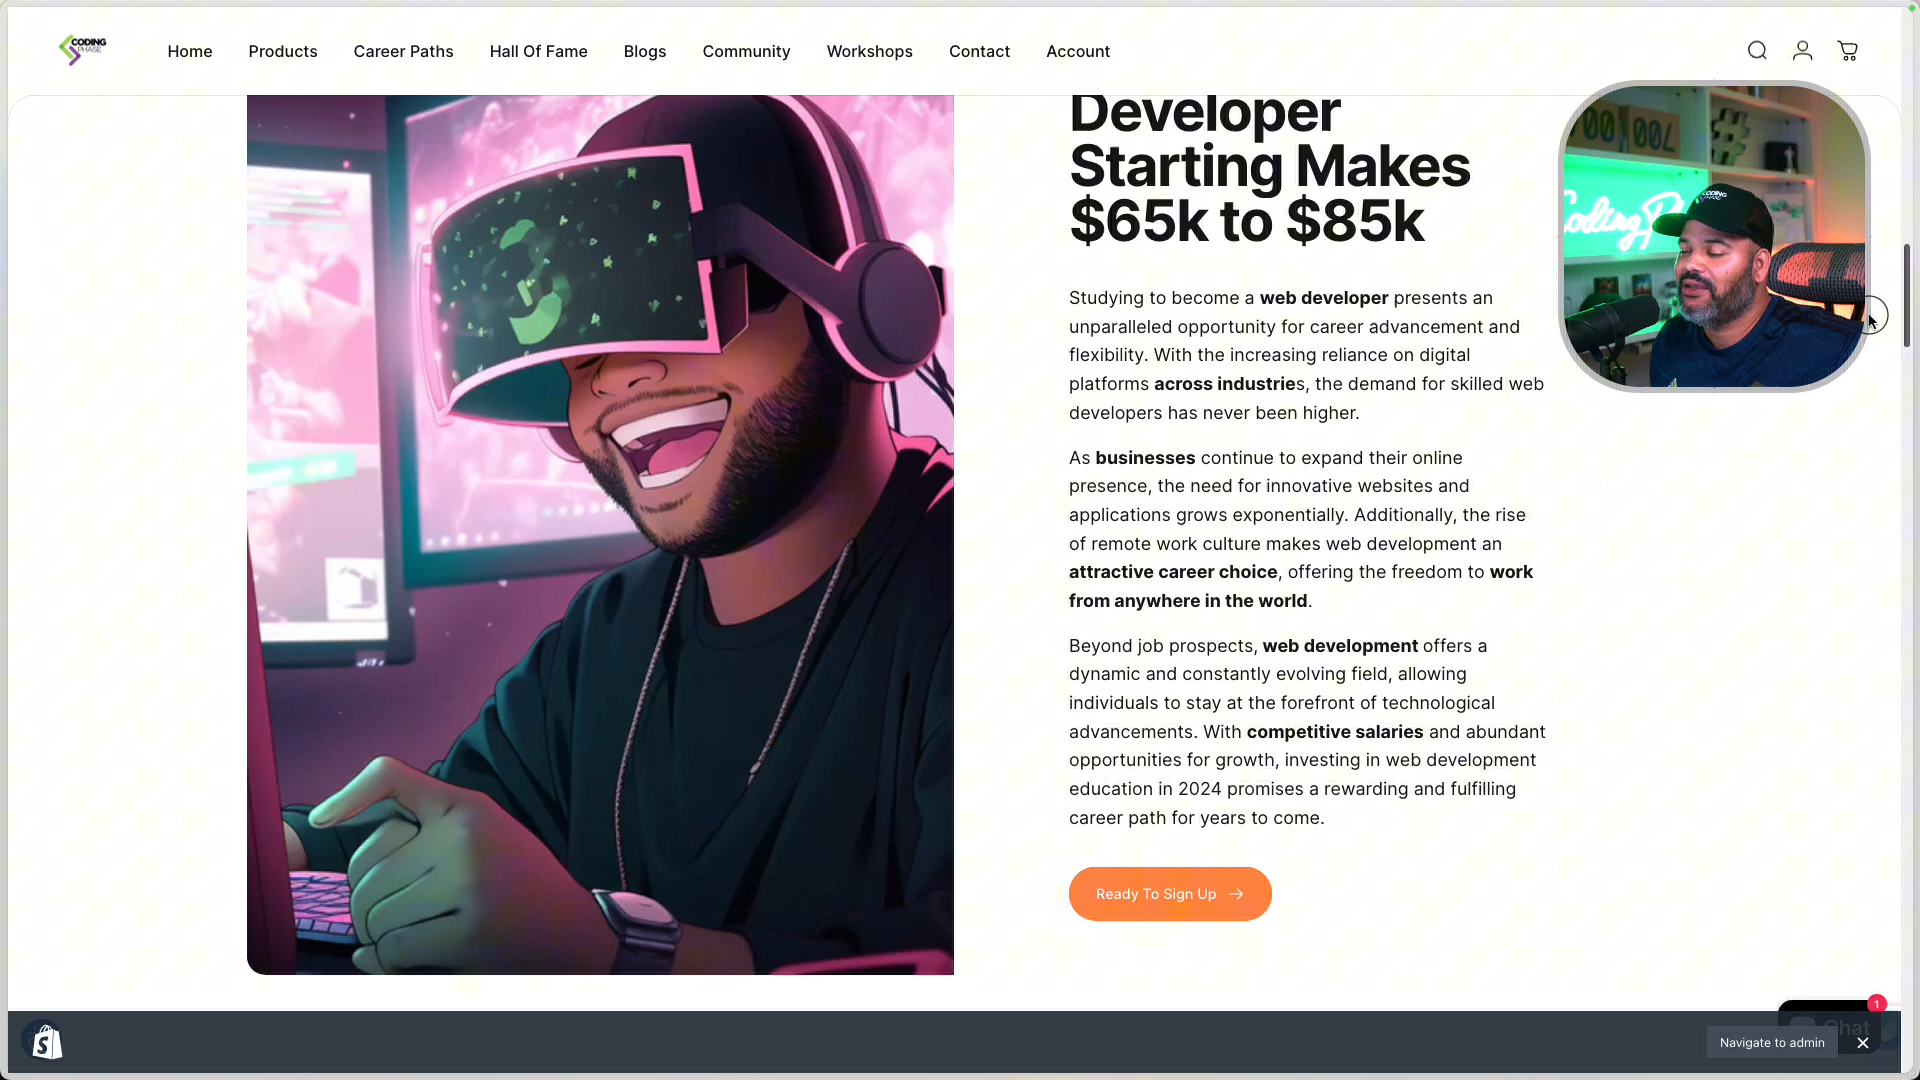 CODING
PHASE
Home Products Career Paths Hall Of Fame Blogs Community Workshops Contact Account
Developer
Starting Makes
$65k to $85k
Studying to become a web developer presents an
unparalleled opportunity for career advancement and
flexibility. With the increasing reliance on digital
platforms across industries, the demand for skilled web
developers has never been higher.
As businesses continue to expand their online
presence, the need for innovative websites and
applications grows exponentially. Additionally, the rise
of remote work culture makes web development an
attractive career choice, offering the freedom to work
from anywhere in the world.
Beyond job prospects, web development offers a
dynamic and constantly evolving field, allowing
individuals to stay at the forefront of technological
advancements. With competitive salaries and abundant
opportunities for growth, investing in web development
education in 2024 promises a rewarding and fulfilling
career path for years to come.
Ready To Sign Up →
1
Chat
Navigate to admin